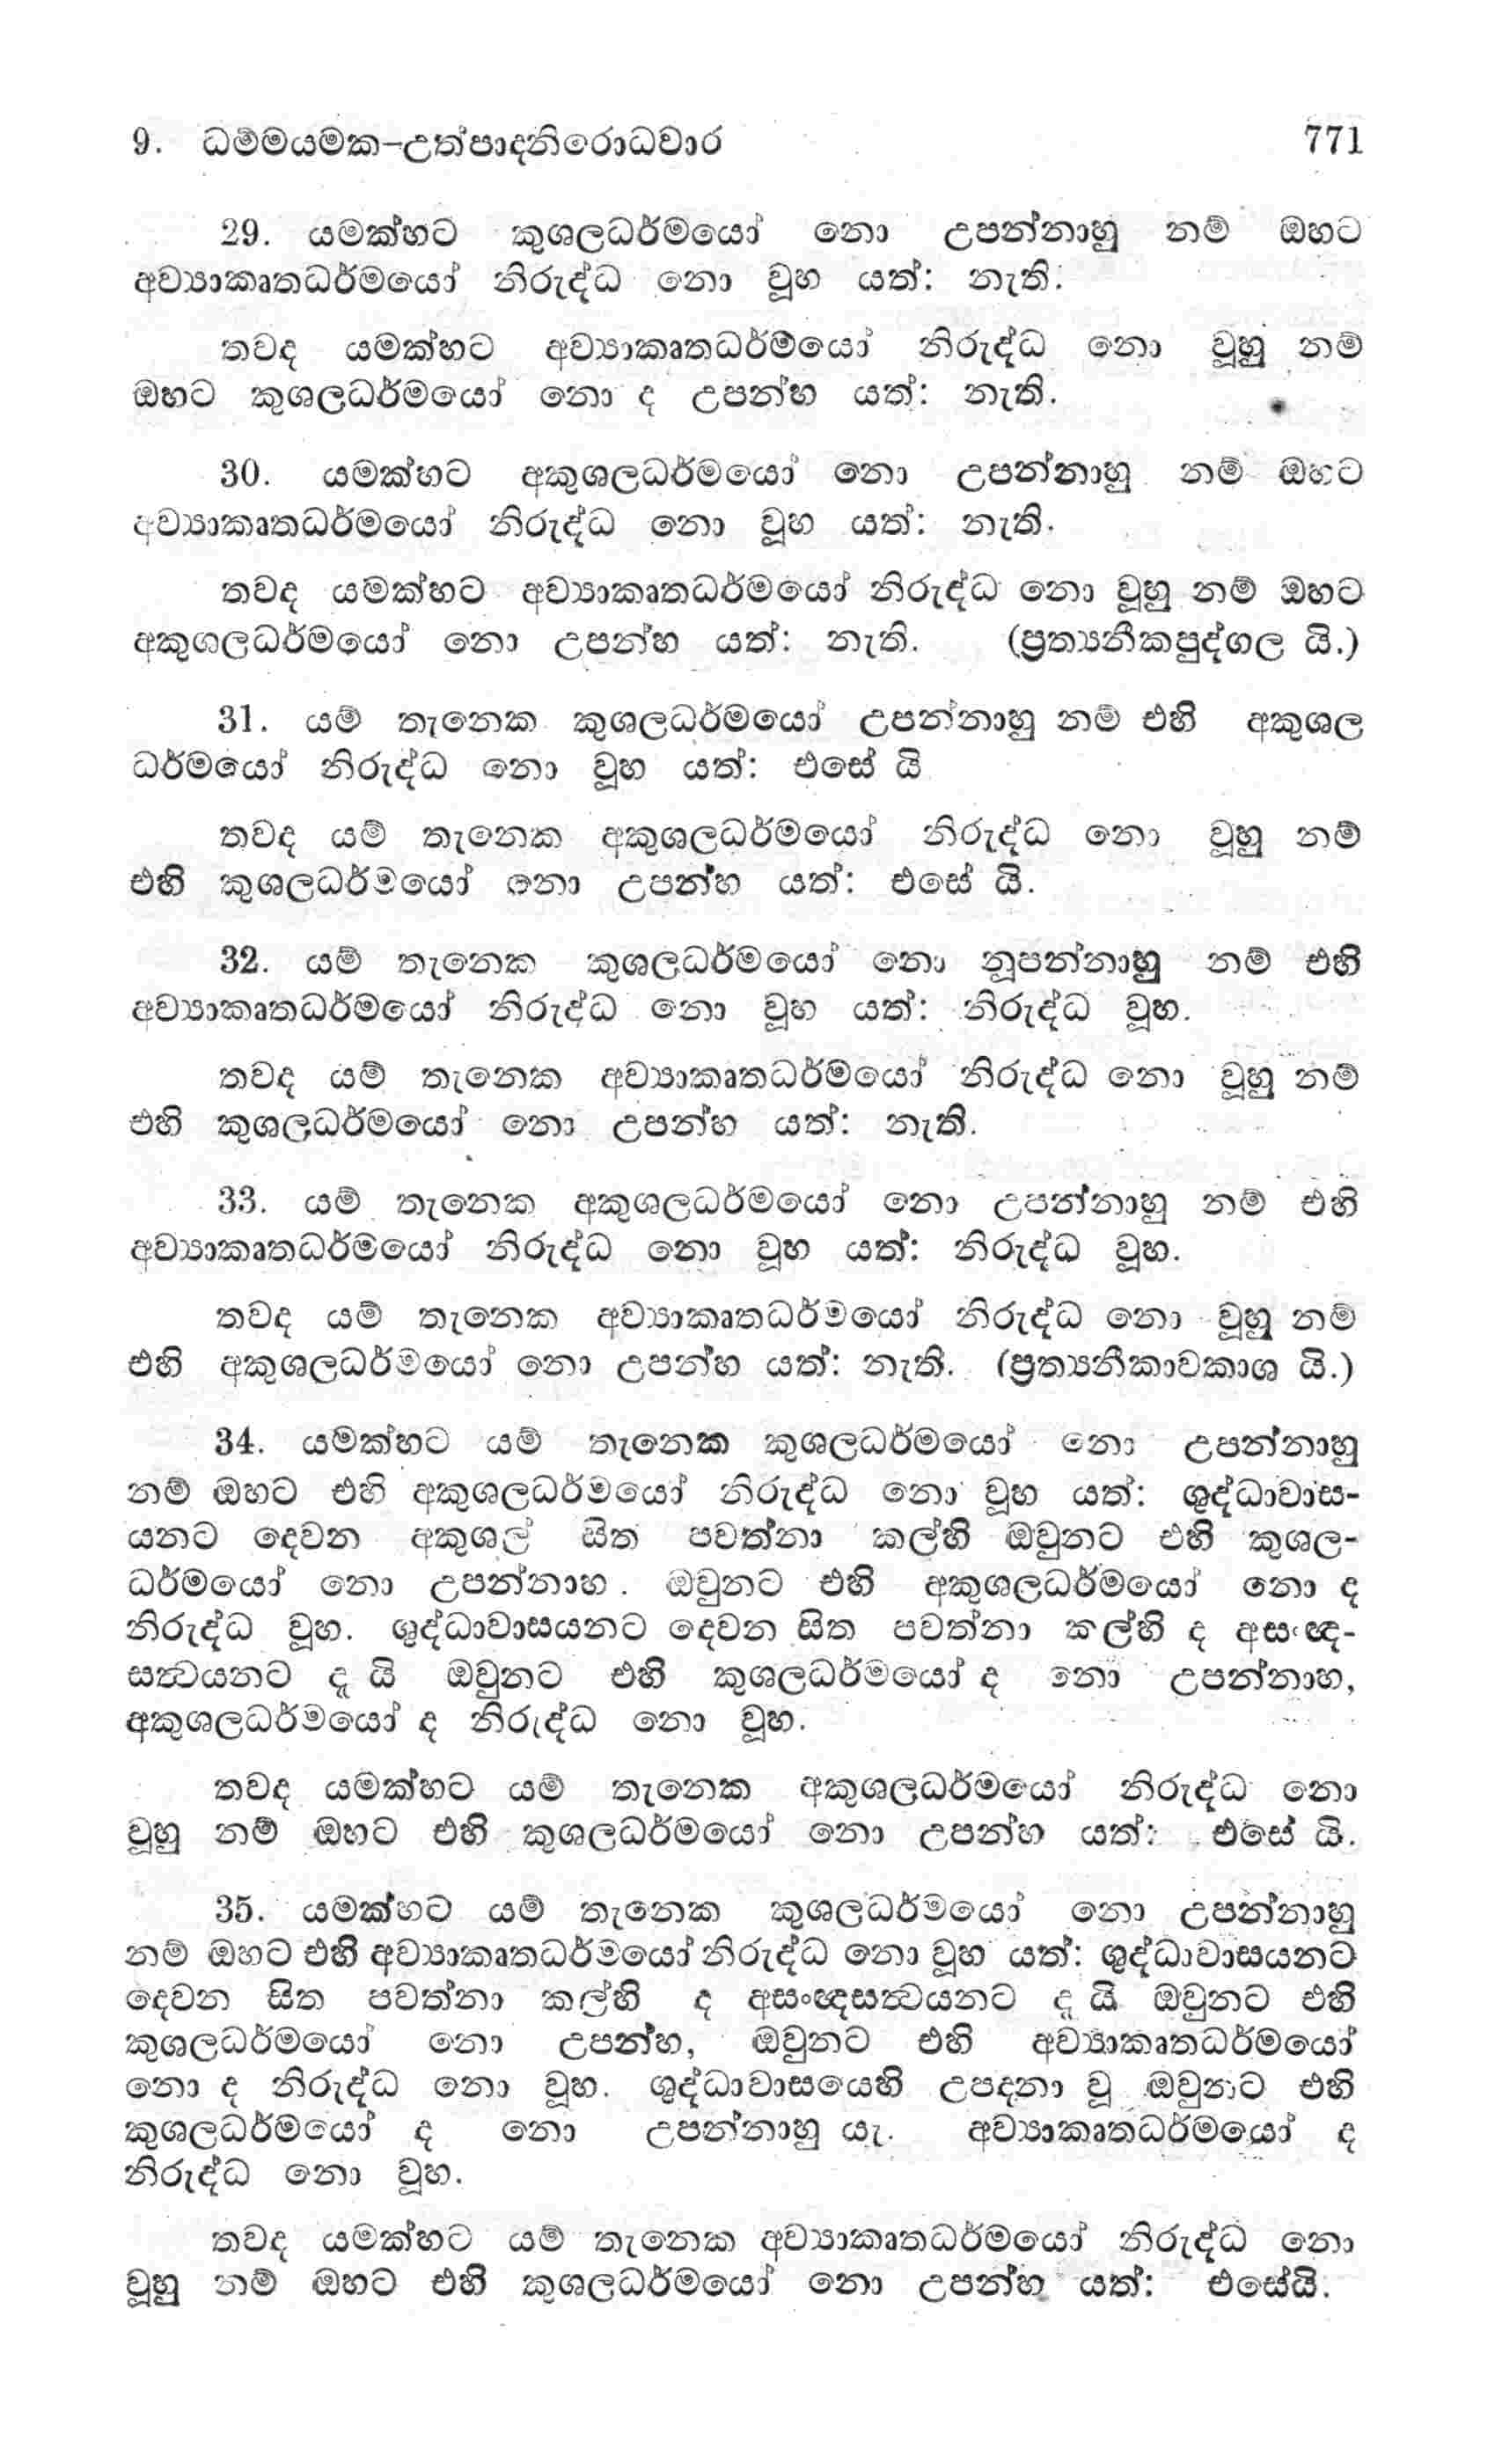 9. ධම්මයමක-උත්පාදනිරොධවාර 771
29. යමක්හට කුශලධර්මයෝ නො උපන්නාහු නම් ඔහට
අව්‍යාකෘතධර්මයෝ නිරුද්ධ නො වූහ යත්: නැති.
තවද යමක්හට අව්‍යාකෘතධර්මයෝ නිරුද්ධ නො වූහු නම්
ඔහට කුශලධර්මයෝ නො ද උපන්හ යත්: නැති.
30. යමක්හට අකුශලධර්මයෝ නො උපන්නාහු නම් ඔහට
අව්‍යාකෘතධර්මයෝ නිරුද්ධ නො වූහ යත්: නැති.
තවද යමක්හට අව්‍යාකෘතධර්මයෝ නිරුද්ධ නො වූහු නම් ඔහට
අකුශලධර්මයෝ නො උපන්හ යත්: නැති. (ප්‍රත්‍යනීකපුද්ගල යි.)
31. යම් තැනෙක කුශලධර්මයෝ උපන්නාහු නම් එහි අකුශල
ධර්මයෝ නිරුද්ධ නො වූහ යත්: එසේ යි
තවද යම් තැනෙක අකුශලධර්මයෝ නිරුද්ධ නො වූහු නම්
එහි කුශලධර්මයෝ නො උපන්හ යත්: එසේ යි.
32. යම් තැනෙක කුශලධර්මයෝ නො නූපන්නාහු නම් එහි
අව්‍යාකෘතධර්මයෝ නිරුද්ධ නො වූහ යත්: නිරුද්ධ වූහ.
තවද යම් තැනෙක අව්‍යාකෘතධර්මයෝ නිරුද්ධ නො වූහු නම්
එහි කුශලධර්මයෝ නො උපන්හ යත්: නැති.
33. යම් තැනෙක අකුශලධර්මයෝ නො උපන්නාහු නම් එහි
අව්‍යාකෘතධර්මයෝ නිරුද්ධ නො වූහ යත්: නිරුද්ධ වූහ.
තවද යම් තැනෙක අව්‍යාකෘතධර්මයෝ නිරුද්ධ නො වූහු නම්
එහි අකුශලධර්මයෝ නො උපන්හ යත්: නැති. (ප්‍රත්‍යනීකාවකාශ යි.)
34. යමක්හට යම් තැනෙක කුශලධර්මයෝ නො උපන්නාහු
නම් ඔහට එහි අකුශලධර්මයෝ නිරුද්ධ නො වූහ යත්: ශුද්ධාවාස-
යනට දෙවන අකුශල් සිත පවත්නා කල්හි ඔවුනට එහි කුශල-
ධර්මයෝ නො උපන්නාහ. ඔවුනට එහි අකුශලධර්මයෝ නො ද
නිරුද්ධ වූහ. ශුද්ධාවාසයනට දෙවන සිත පවත්නා කල්හි ද අසංඥ-
සත්‍වයනට ද යි ඔවුනට එහි කුශලධර්මයෝ ද නො උපන්නාහ,
අකුශලධර්මයෝ ද නිරුද්ධ නො වූහ.
තවද යමක්හට යම් තැනෙක අකුශලධර්මයෝ නිරුද්ධ නො
වූහු නම් ඔහට එහි කුශලධර්මයෝ නො උපන්හ යත්: එසේ යි.
35. යමක්හට යම් තැනෙක කුශලධර්මයෝ නො උපන්නාහු
නම් ඔහට එහි අව්‍යාකෘතධර්මයෝ නිරුද්ධ නො වූහ යත්: ශුද්ධාවාසයනට
දෙවන සිත පවත්නා කල්හි ද අසංඥසත්‍වයනට ද යි ඔවුනට එහි
කුශලධර්මයෝ නො උපන්හ, ඔවුනට එහි අව්‍යාකෘතධර්මයෝ
නො ද නිරුද්ධ නො වූහ. ශුද්ධාවාසයෙහි උපදනා වූ ඔවුනට එහි
කුශලධර්මයෝ ද නො උපන්නාහු යැ. අව්‍යාකෘතධර්මයෝ ද
නිරුද්ධ නො වූහ.
තවද යමක්හට යම් තැනෙක අව්‍යාකෘතධර්මයෝ නිරුද්ධ නො
වූහු නම් ඔහට එහි කුශලධර්මයෝ නො උපන්හ යත්: එසේයි.